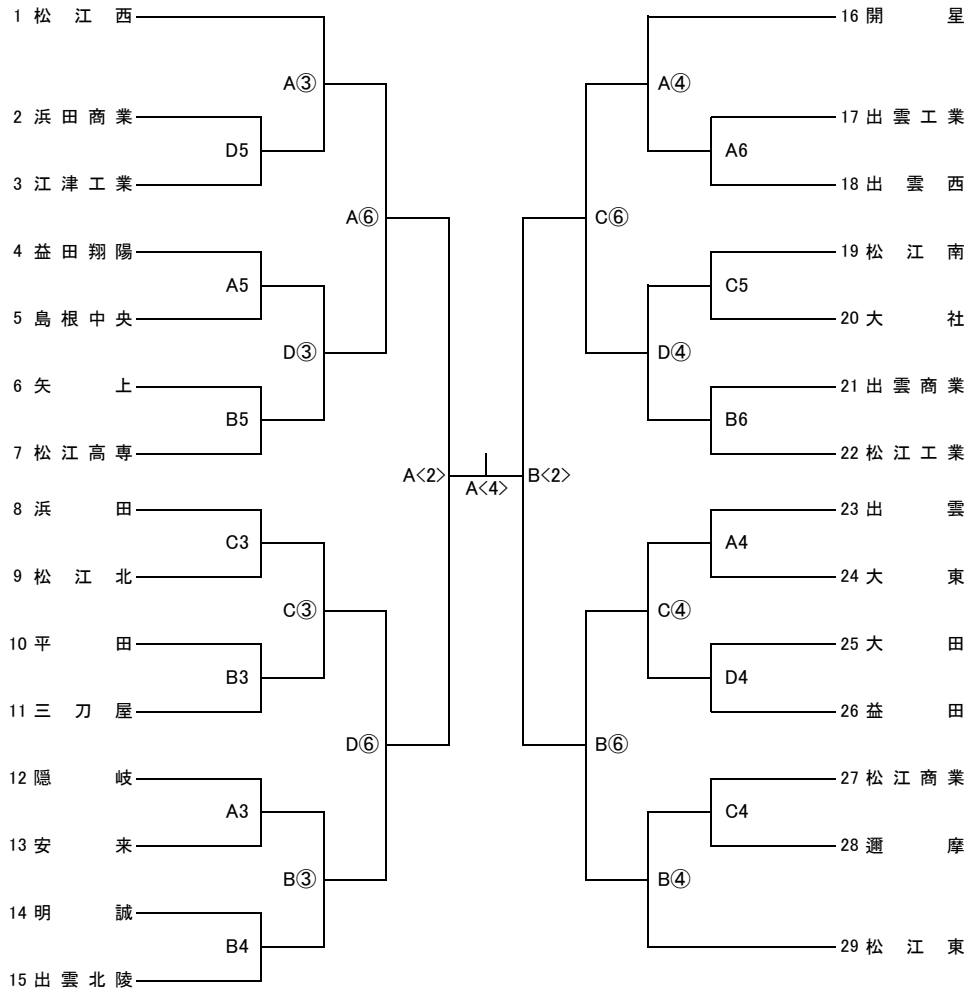 1 松江西
A③
2 浜田商業
D5
3 江津工業
A⑥
4 益田翔陽
A5
5 島根中央
D③
6 矢上
B5
7 松江高専
A<2>
8 浜田
C3
9 松江北
C③
10 平田
B3
11 三刀屋
D⑥
12 隠岐
A3
13 安来
B③
14 明誠
B4
15 出雲北陵
A<4>
16 開星
A④
17 出雲工業
A6
18 出雲西
C⑥
19 松江南
C5
20 大社
D④
21 出雲商業
B6
22 松江工業
B<2>
23 出雲
A4
24 大東
C④
25 大田
D4
26 益田
B⑥
27 松江商業
C4
28 邇摩
B④
29 松江東